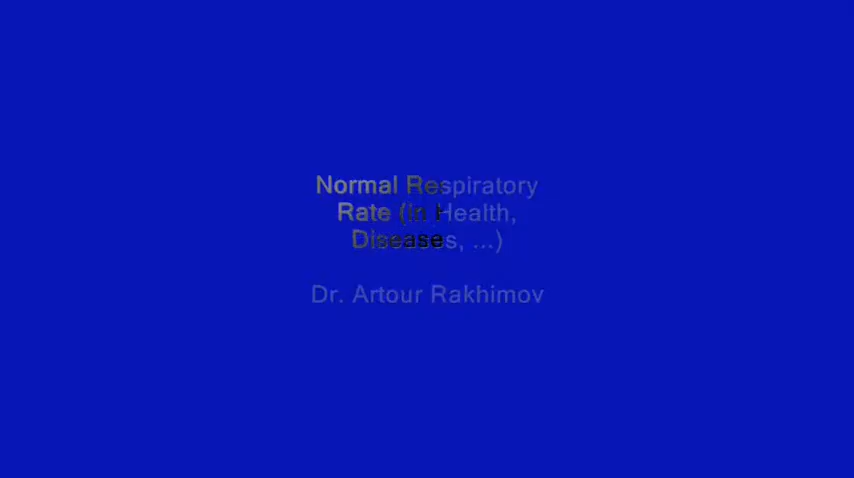 Normal Respiratory
Rate (in Health,
Diseases, ...)
Dr. Artour Rakhimov